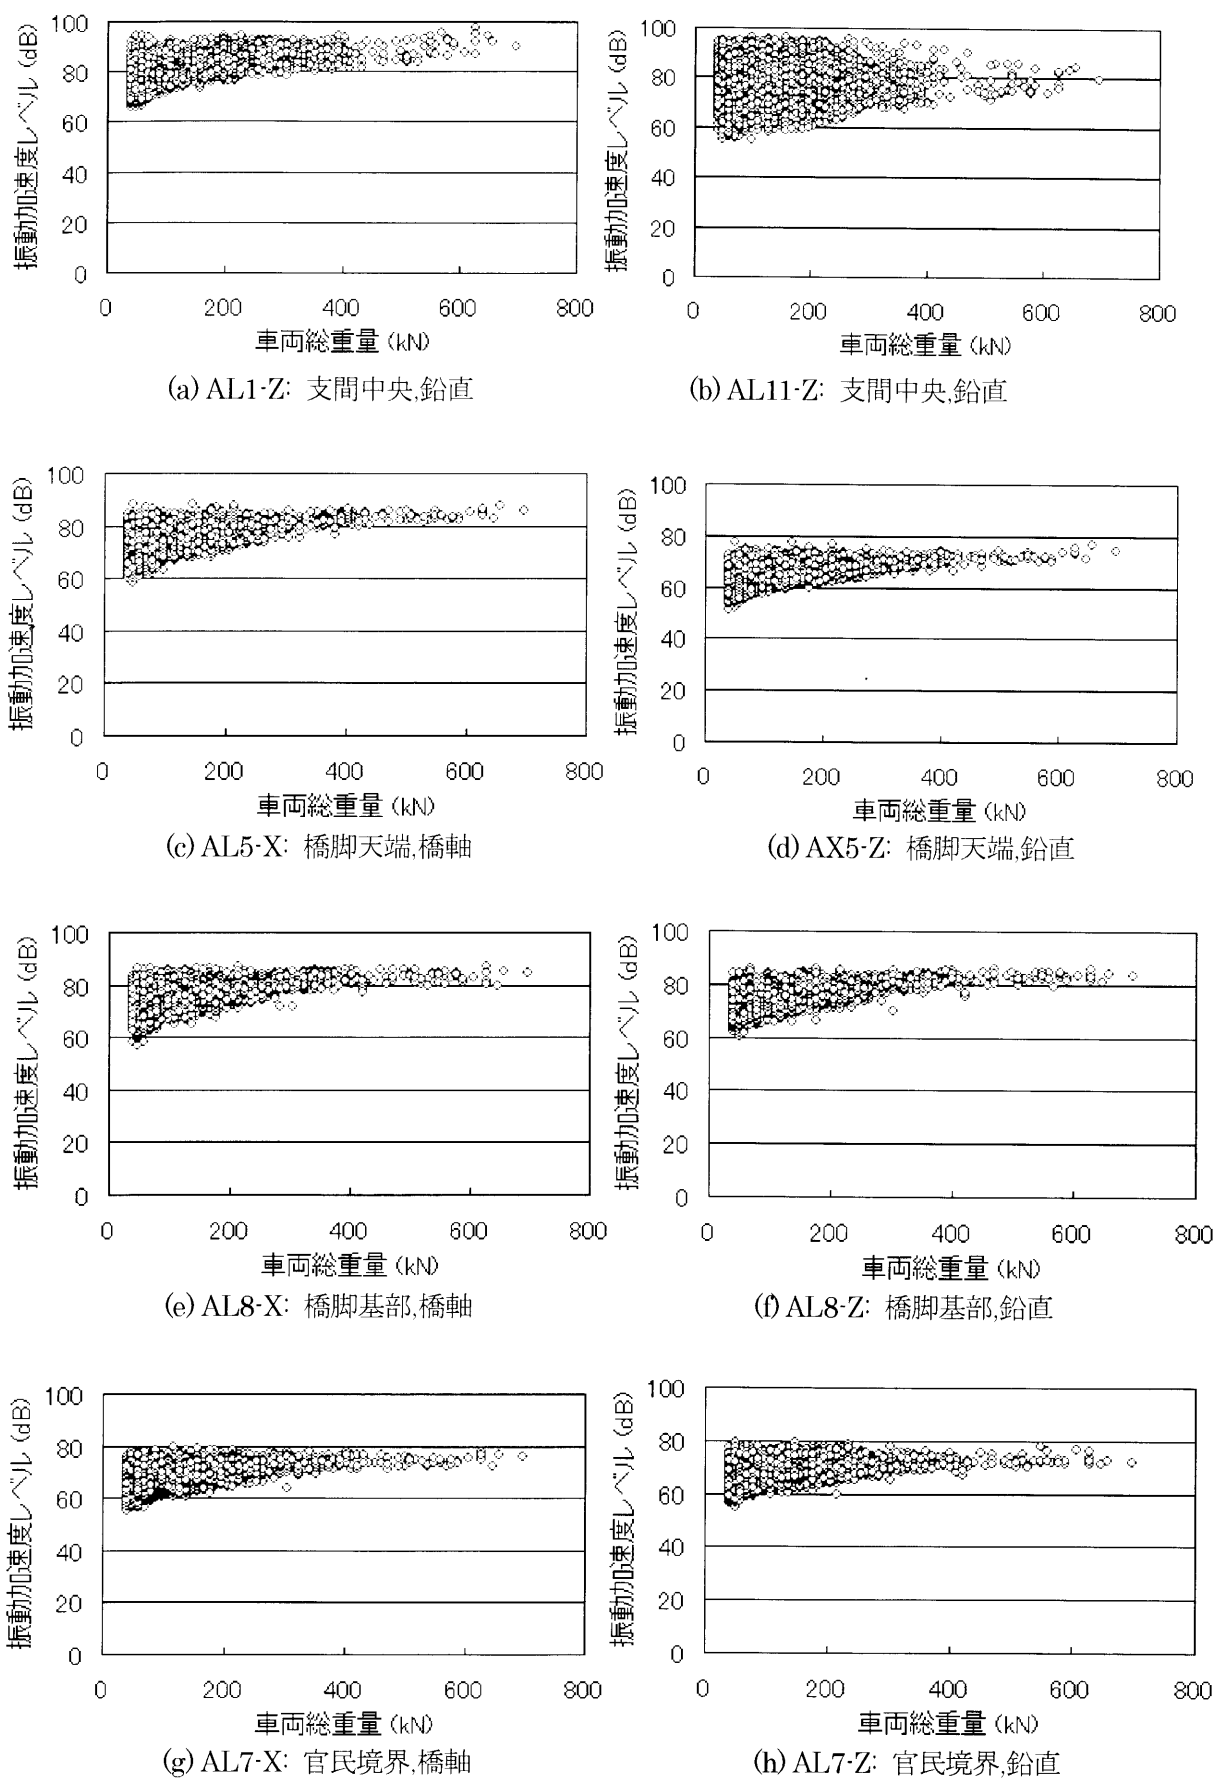 振動加速度レベル (dB)
100
80
60
40
20
0
0 200 400 600 800
車両総重量 (kN)
(a) AL1-Z: 支間中央,鉛直
振動加速度レベル (dB)
100
80
60
40
20
0
0 200 400 600 800
車両総重量 (kN)
(b) AL11-Z: 支間中央,鉛直
振動加速度レベル (dB)
100
80
60
40
20
0
0 200 400 600 800
車両総重量 (kN)
(c) AL5-X: 橋脚天端,橋軸
振動加速度レベル (dB)
100
80
60
40
20
0
0 200 400 600 800
車両総重量 (kN)
(d) AX5-Z: 橋脚天端,鉛直
振動加速度レベル (dB)
100
80
60
40
20
0
0 200 400 600 800
車両総重量 (kN)
(e) AL8-X: 橋脚基部,橋軸
振動加速度レベル (dB)
100
80
60
40
20
0
0 200 400 600 800
車両総重量 (kN)
(f) AL8-Z: 橋脚基部,鉛直
振動加速度レベル (dB)
100
80
60
40
20
0
0 200 400 600 800
車両総重量 (kN)
(g) AL7-X: 官民境界,橋軸
振動加速度レベル (dB)
100
80
60
40
20
0
0 200 400 600 800
車両総重量 (kN)
(h) AL7-Z: 官民境界,鉛直